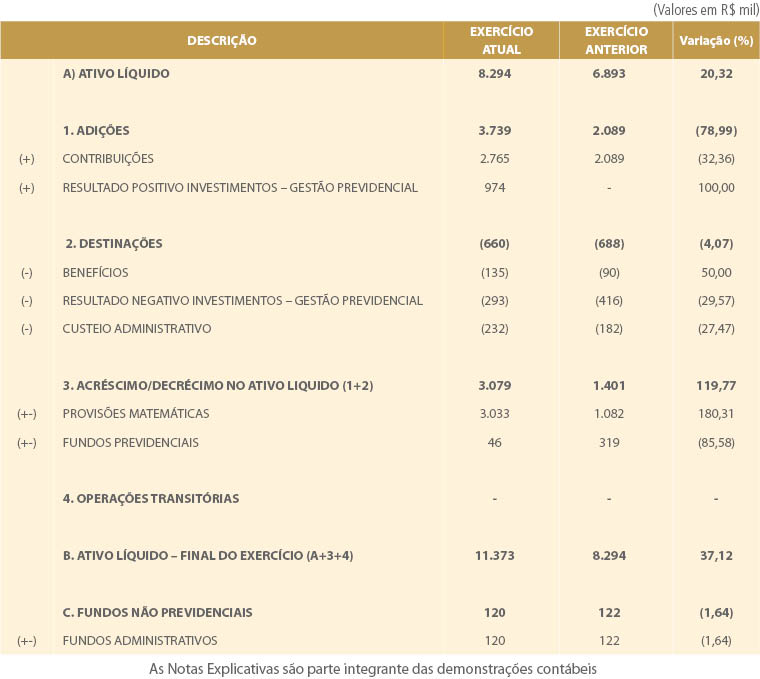 (Valores em R$ mil)
DESCRIÇÃO EXERCÍCIO ATUAL EXERCÍCIO ANTERIOR Variação (%)
A) ATIVO LÍQUIDO 8.294 6.893 20,32
1. ADIÇÕES 3.739 2.089 (78,99)
(+) CONTRIBUIÇÕES 2.765 2.089 (32,36)
(+) RESULTADO POSITIVO INVESTIMENTOS – GESTÃO PREVIDENCIAL 974 - 100,00
2. DESTINAÇÕES (660) (688) (4,07)
(-) BENEFÍCIOS (135) (90) 50,00
(-) RESULTADO NEGATIVO INVESTIMENTOS – GESTÃO PREVIDENCIAL (293) (416) (29,57)
(-) CUSTEIO ADMINISTRATIVO (232) (182) (27,47)
3. ACRÉSCIMO/DECRÉCIMO NO ATIVO LIQUIDO (1+2) 3.079 1.401 119,77
(+-) PROVISÕES MATEMÁTICAS 3.033 1.082 180,31
(+-) FUNDOS PREVIDENCIAIS 46 319 (85,58)
4. OPERAÇÕES TRANSITÓRIAS - - -
B. ATIVO LÍQUIDO – FINAL DO EXERCÍCIO (A+3+4) 11.373 8.294 37,12
C. FUNDOS NÃO PREVIDENCIAIS 120 122 (1,64)
(+-) FUNDOS ADMINISTRATIVOS 120 122 (1,64)
As Notas Explicativas são parte integrante das demonstrações contábeis